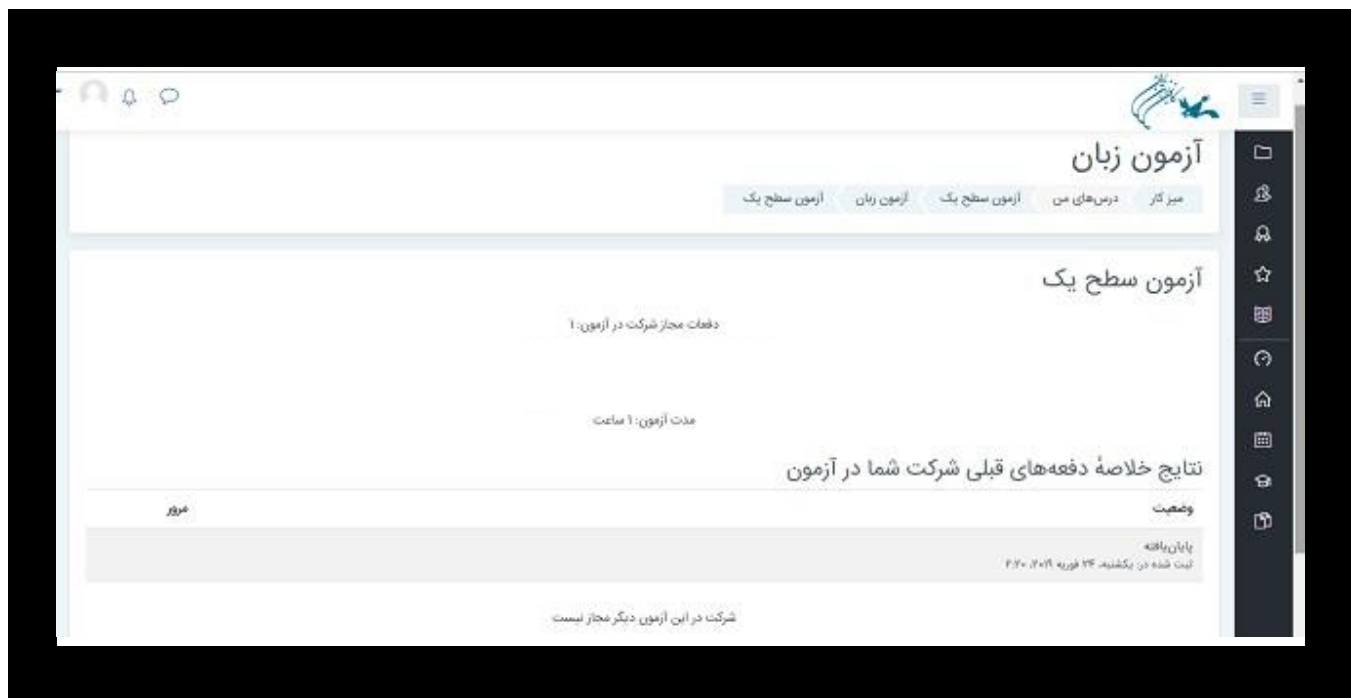 آزمون زبان
میز کار درس‌های من آزمون سطح یک آزمون زبان آزمون سطح یک
آزمون سطح یک
دفعات مجاز شرکت در آزمون: ۱
مدت آزمون: ۱ ساعت
نتایج خلاصهٔ دفعه‌های قبلی شرکت شما در آزمون
وضعیت مرور
پایان‌یافته
ثبت شده در: یکشنبه، ۲۴ فوریه ۲۰۱۹،
شرکت در این آزمون دیگر مجاز نیست